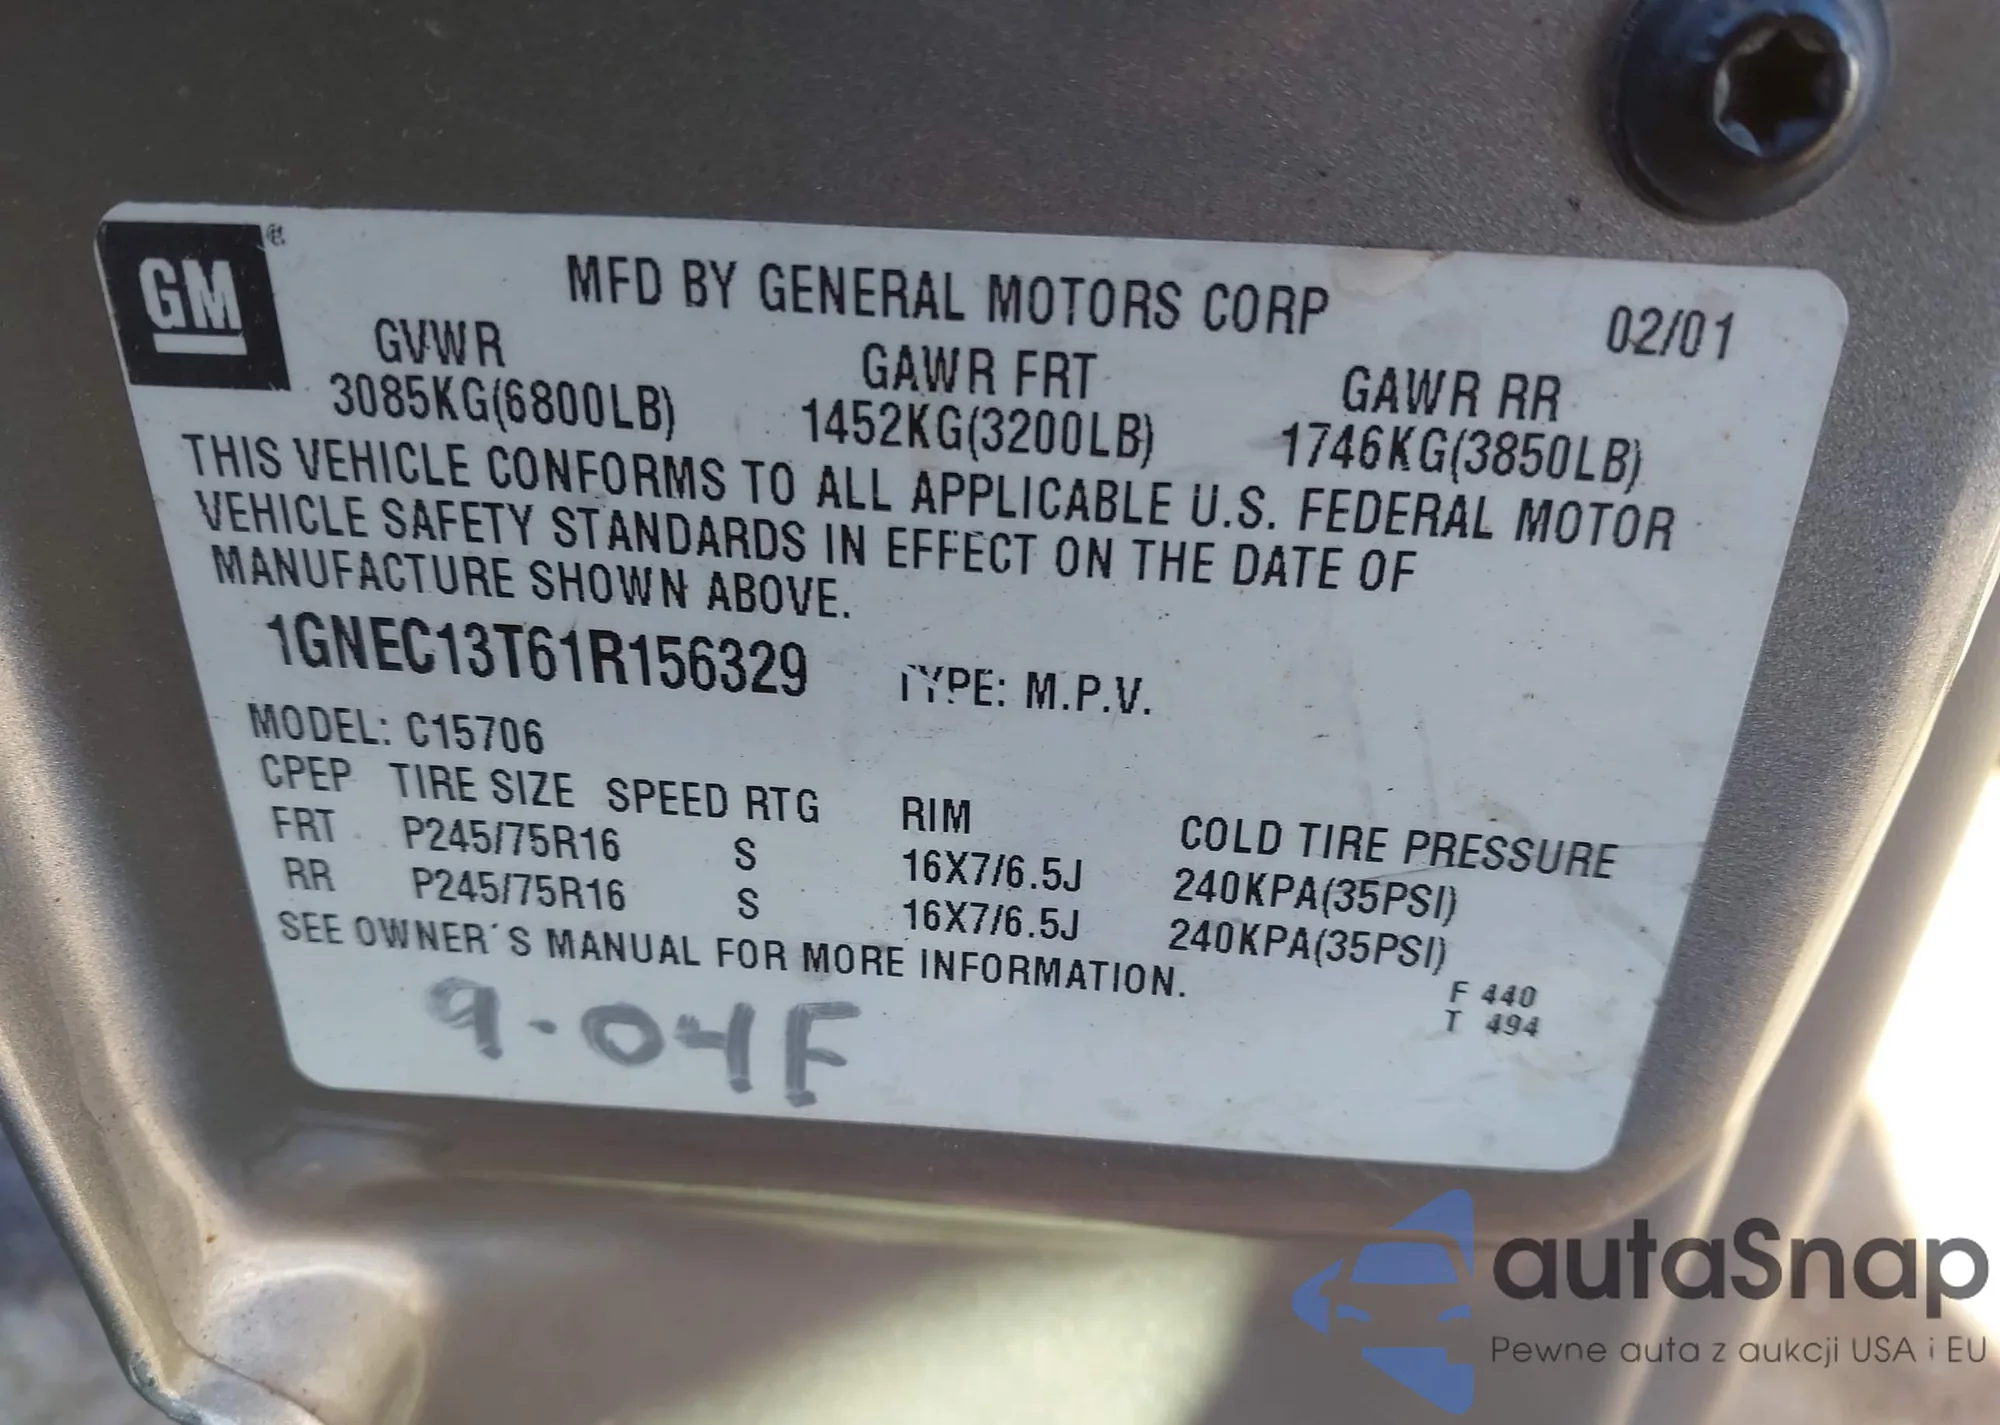 GM ®
MFD BY GENERAL MOTORS CORP 02/01
GVWR GAWR FRT GAWR RR
3085KG(6800LB) 1452KG(3200LB) 1746KG(3850LB)
THIS VEHICLE CONFORMS TO ALL APPLICABLE U.S. FEDERAL MOTOR
VEHICLE SAFETY STANDARDS IN EFFECT ON THE DATE OF
MANUFACTURE SHOWN ABOVE.
1GNEC13T61R156329 TYPE: M.P.V.
MODEL: C15706
CPEP TIRE SIZE SPEED RTG RIM COLD TIRE PRESSURE
FRT P245/75R16 S 16X7/6.5J 240KPA(35PSI)
RR P245/75R16 S 16X7/6.5J 240KPA(35PSI)
SEE OWNER´S MANUAL FOR MORE INFORMATION.
F 440
T 494
9-04F
autaSnap
Pewne auta z aukcji USA i EU